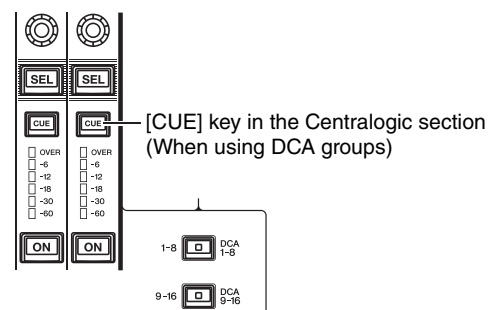 SEL SEL
CUE CUE
[CUE] key in the Centralogic section
(When using DCA groups)
OVER OVER
-6 -6
-12 -12
-18 -18
-30 -30
-60 -60
ON ON
1-8 DCA
1-8
9-16 DCA
9-16